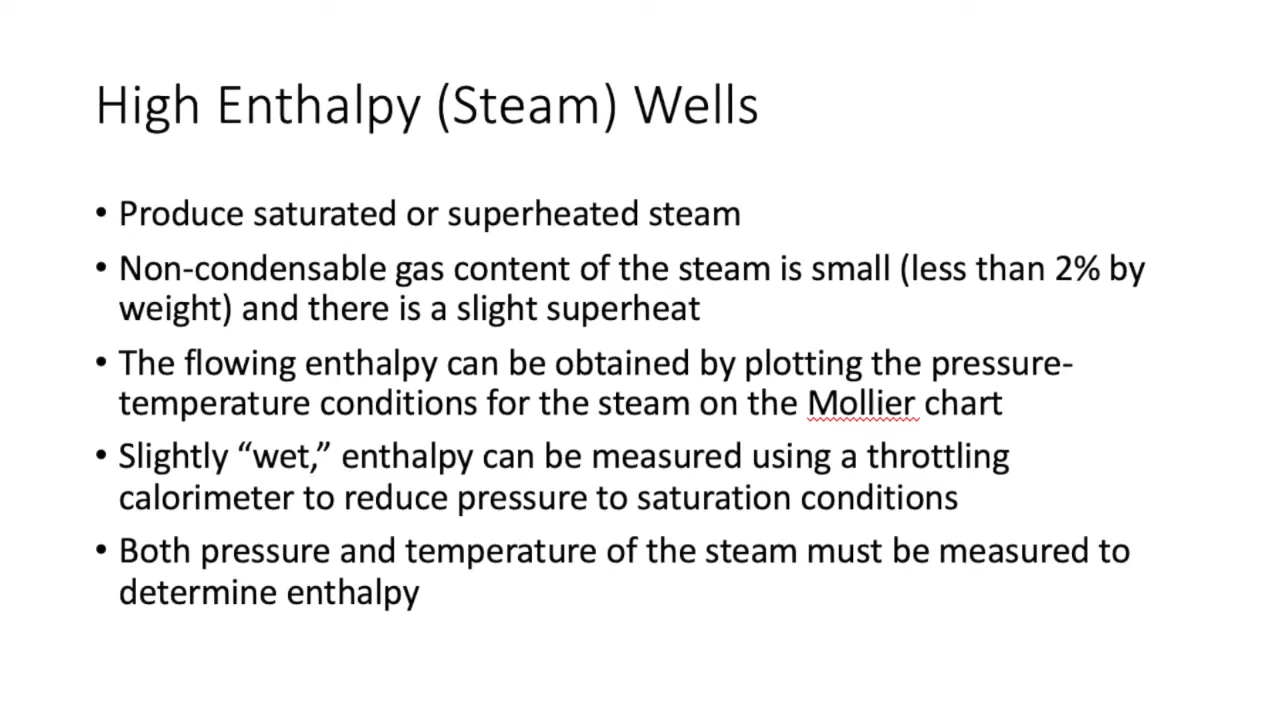 High Enthalpy (Steam) Wells
• Produce saturated or superheated steam
• Non-condensable gas content of the steam is small (less than 2% by
weight) and there is a slight superheat
• The flowing enthalpy can be obtained by plotting the pressure-
temperature conditions for the steam on the Mollier chart
• Slightly “wet,” enthalpy can be measured using a throttling
calorimeter to reduce pressure to saturation conditions
• Both pressure and temperature of the steam must be measured to
determine enthalpy